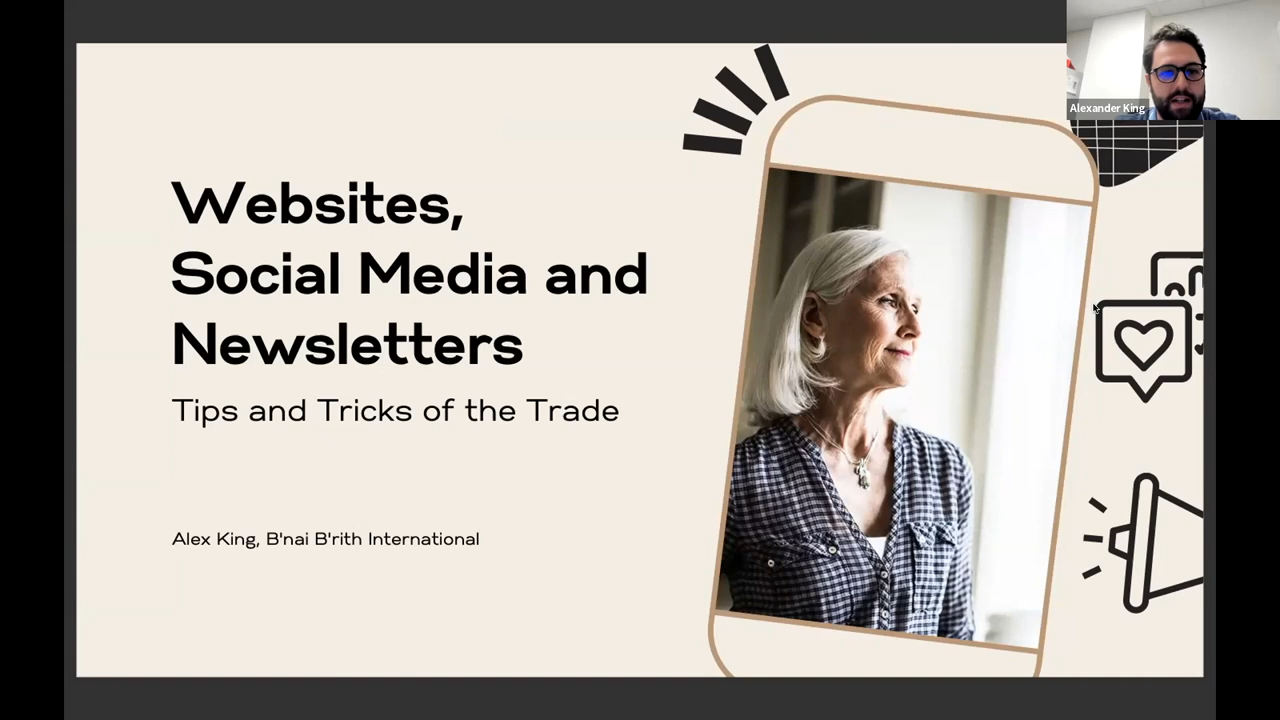 Alexander King
Websites,
Social Media and
Newsletters
Tips and Tricks of the Trade
Alex King, B'nai B'rith International